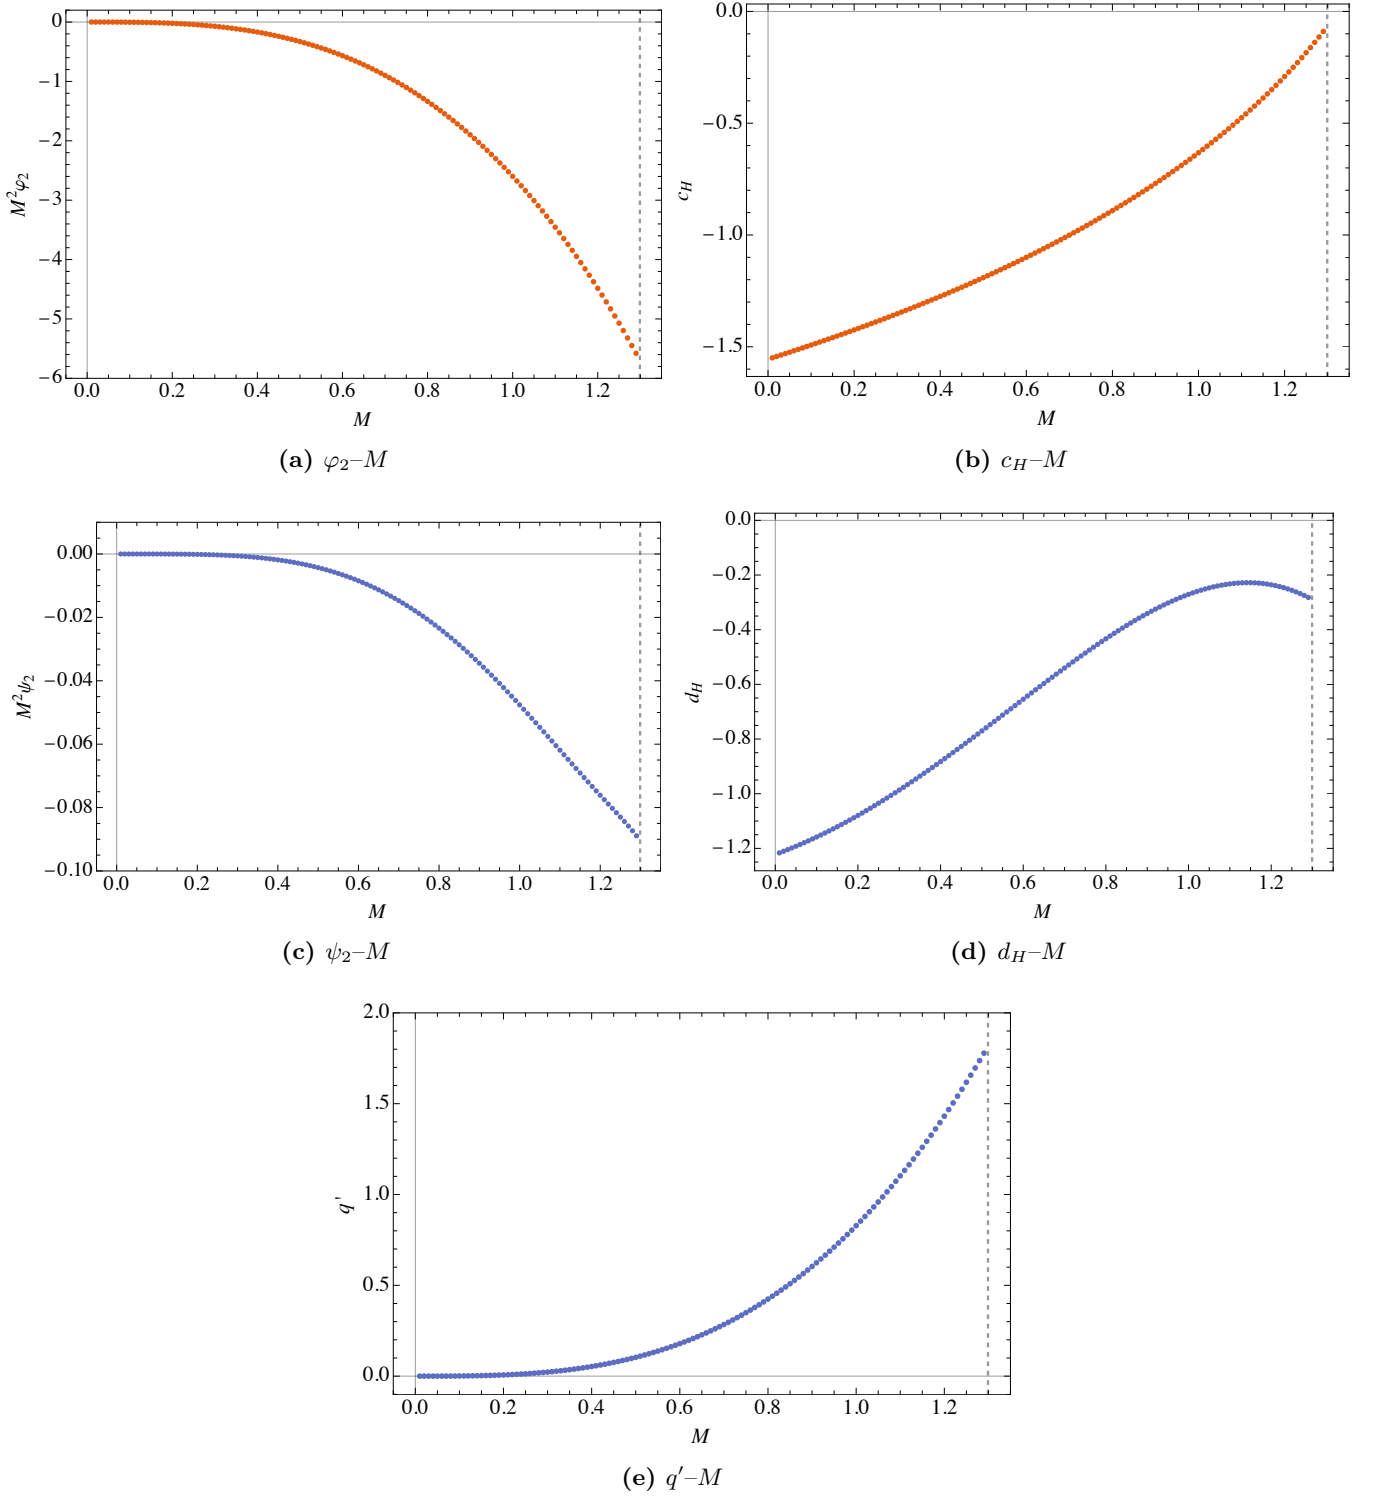 0
−1
−2
−3
−4
−5
−6
M²φ₂
0.0 0.2 0.4 0.6 0.8 1.0 1.2
M
(a) φ₂–M
0.0
−0.5
−1.0
−1.5
c_H
0.0 0.2 0.4 0.6 0.8 1.0 1.2
M
(b) c_H–M
0.00
−0.02
−0.04
−0.06
−0.08
−0.10
M²ψ₂
0.0 0.2 0.4 0.6 0.8 1.0 1.2
M
(c) ψ₂–M
0.0
−0.2
−0.4
−0.6
−0.8
−1.0
−1.2
d_H
0.0 0.2 0.4 0.6 0.8 1.0 1.2
M
(d) d_H–M
2.0
1.5
1.0
0.5
0.0
q'
0.0 0.2 0.4 0.6 0.8 1.0 1.2
M
(e) q′–M